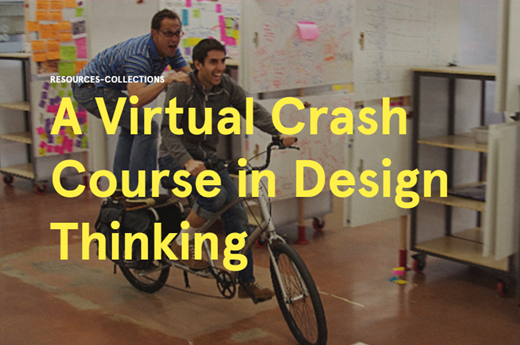 RESOURCES-COLLECTIONS
A Virtual Crash
Course in Design
Thinking